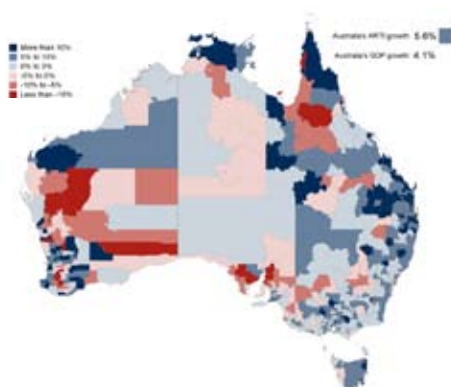 More than 10%
5% to 10%
0% to 5%
-5% to 0%
-10% to -5%
Less than -10%
Australia's ARTI growth: 5.6%
Australia's GDP growth: 4.1%